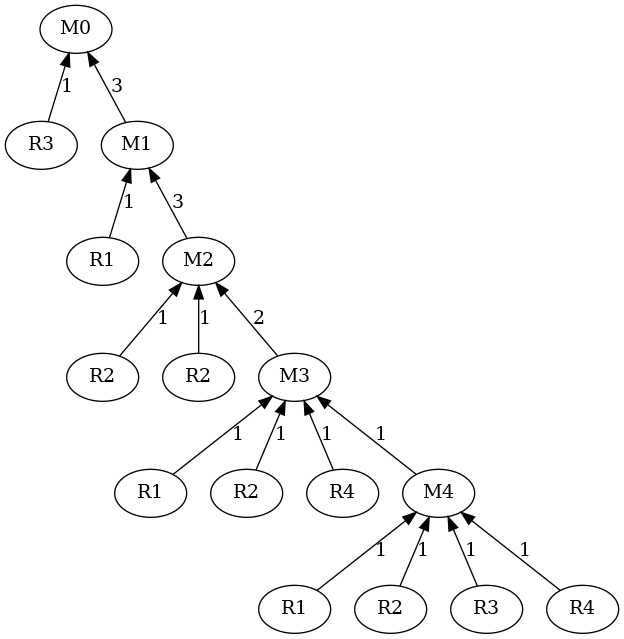 M0
1 3
R3 M1
1 3
R1 M2
1 1 2
R2 R2 M3
1 1 1 1
R1 R2 R4 M4
1 1 1 1
R1 R2 R3 R4